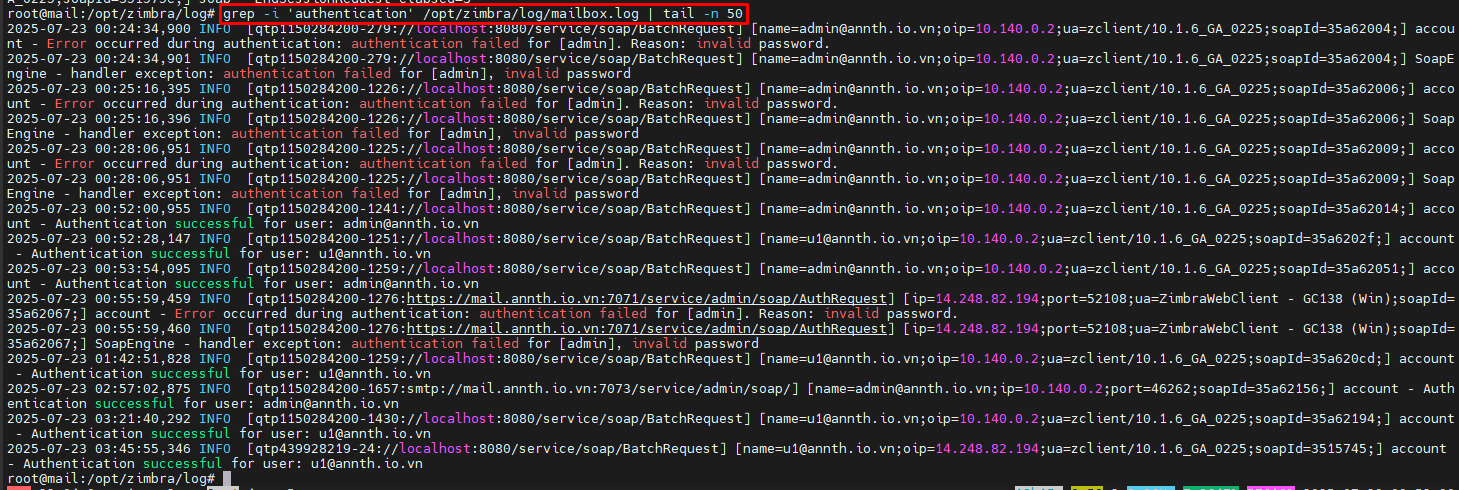 root@mail:/opt/zimbra/log# grep -i 'authentication' /opt/zimbra/log/mailbox.log | tail -n 50
2025-07-23 00:24:34,900 INFO  [qtp1150284200-279://localhost:8080/service/soap/BatchRequest] [name=admin@annth.io.vn;oip=10.140.0.2;ua=zclient/10.1.6_GA_0225;soapId=35a62004;] accou
nt - Error occurred during authentication: authentication failed for [admin]. Reason: invalid password.
2025-07-23 00:24:34,901 INFO  [qtp1150284200-279://localhost:8080/service/soap/BatchRequest] [name=admin@annth.io.vn;oip=10.140.0.2;ua=zclient/10.1.6_GA_0225;soapId=35a62004;] SoapE
ngine - handler exception: authentication failed for [admin], invalid password
2025-07-23 00:25:16,395 INFO  [qtp1150284200-1226://localhost:8080/service/soap/BatchRequest] [name=admin@annth.io.vn;oip=10.140.0.2;ua=zclient/10.1.6_GA_0225;soapId=35a62006;] acco
unt - Error occurred during authentication: authentication failed for [admin]. Reason: invalid password.
2025-07-23 00:25:16,396 INFO  [qtp1150284200-1226://localhost:8080/service/soap/BatchRequest] [name=admin@annth.io.vn;oip=10.140.0.2;ua=zclient/10.1.6_GA_0225;soapId=35a62006;] Soap
Engine - handler exception: authentication failed for [admin], invalid password
2025-07-23 00:28:06,951 INFO  [qtp1150284200-1225://localhost:8080/service/soap/BatchRequest] [name=admin@annth.io.vn;oip=10.140.0.2;ua=zclient/10.1.6_GA_0225;soapId=35a62009;] acco
unt - Error occurred during authentication: authentication failed for [admin]. Reason: invalid password.
2025-07-23 00:28:06,951 INFO  [qtp1150284200-1225://localhost:8080/service/soap/BatchRequest] [name=admin@annth.io.vn;oip=10.140.0.2;ua=zclient/10.1.6_GA_0225;soapId=35a62009;] Soap
Engine - handler exception: authentication failed for [admin], invalid password
2025-07-23 00:52:00,955 INFO  [qtp1150284200-1241://localhost:8080/service/soap/BatchRequest] [name=admin@annth.io.vn;oip=10.140.0.2;ua=zclient/10.1.6_GA_0225;soapId=35a62014;] acco
unt - Authentication successful for user: admin@annth.io.vn
2025-07-23 00:52:28,147 INFO  [qtp1150284200-1251://localhost:8080/service/soap/BatchRequest] [name=u1@annth.io.vn;oip=10.140.0.2;ua=zclient/10.1.6_GA_0225;soapId=35a6202f;] account
 - Authentication successful for user: u1@annth.io.vn
2025-07-23 00:53:54,095 INFO  [qtp1150284200-1259://localhost:8080/service/soap/BatchRequest] [name=admin@annth.io.vn;oip=10.140.0.2;ua=zclient/10.1.6_GA_0225;soapId=35a62051;] acco
unt - Authentication successful for user: admin@annth.io.vn
2025-07-23 00:55:59,459 INFO  [qtp1150284200-1276:https://mail.annth.io.vn:7071/service/admin/soap/AuthRequest] [ip=14.248.82.194;port=52108;ua=ZimbraWebClient - GC138 (Win);soapId=
35a62067;] account - Error occurred during authentication: authentication failed for [admin]. Reason: invalid password.
2025-07-23 00:55:59,460 INFO  [qtp1150284200-1276:https://mail.annth.io.vn:7071/service/admin/soap/AuthRequest] [ip=14.248.82.194;port=52108;ua=ZimbraWebClient - GC138 (Win);soapId=
35a62067;] SoapEngine - handler exception: authentication failed for [admin], invalid password
2025-07-23 01:42:51,828 INFO  [qtp1150284200-1259://localhost:8080/service/soap/BatchRequest] [name=u1@annth.io.vn;oip=10.140.0.2;ua=zclient/10.1.6_GA_0225;soapId=35a620cd;] account
 - Authentication successful for user: u1@annth.io.vn
2025-07-23 02:57:02,875 INFO  [qtp1150284200-1657:smtp://mail.annth.io.vn:7073/service/admin/soap/] [name=admin@annth.io.vn;ip=10.140.0.2;port=46262;soapId=35a62156;] account - Auth
entication successful for user: admin@annth.io.vn
2025-07-23 03:21:40,292 INFO  [qtp1150284200-1430://localhost:8080/service/soap/BatchRequest] [name=u1@annth.io.vn;oip=10.140.0.2;ua=zclient/10.1.6_GA_0225;soapId=35a62194;] account
 - Authentication successful for user: u1@annth.io.vn
2025-07-23 03:45:55,346 INFO  [qtp439928219-24://localhost:8080/service/soap/BatchRequest] [name=u1@annth.io.vn;oip=14.248.82.194;ua=zclient/10.1.6_GA_0225;soapId=3515745;] account
- Authentication successful for user: u1@annth.io.vn
root@mail:/opt/zimbra/log#